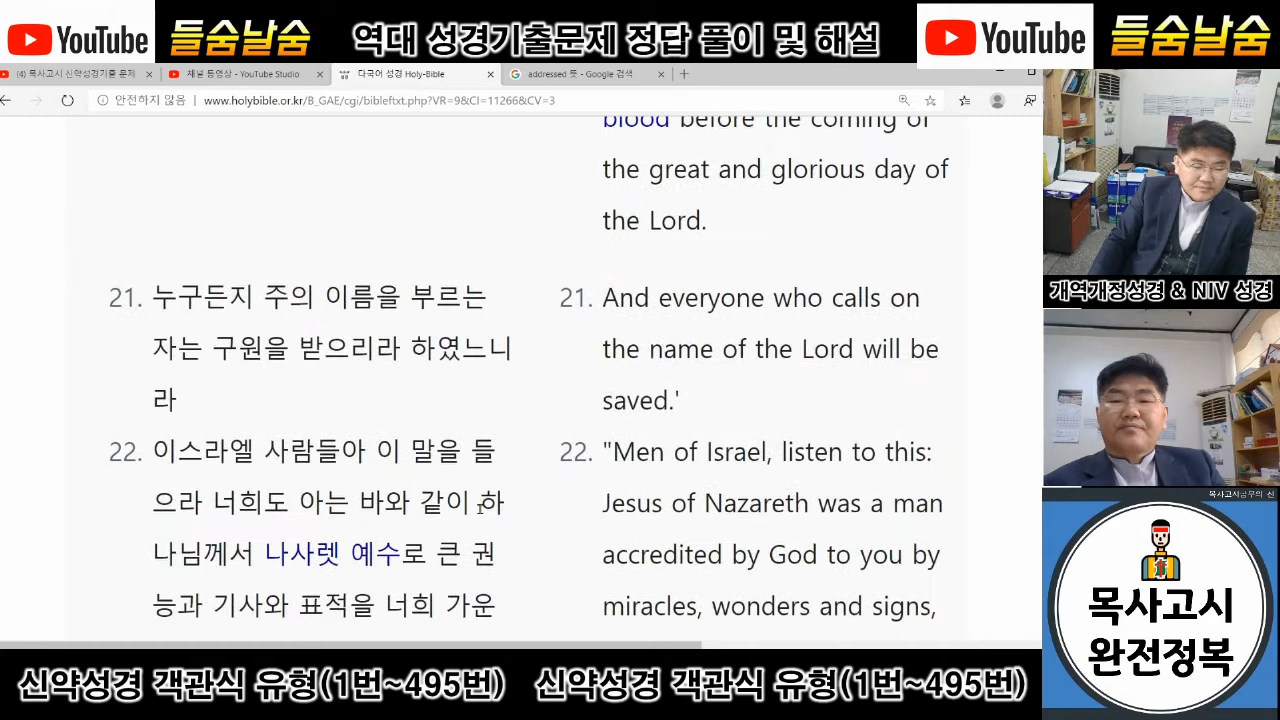 YouTube 들숨날숨 역대 성경기출문제 정답 풀이 및 해설 YouTube 들숨날숨
(4) 목사고시 신약성경기출 문제 × 채널 동영상 - YouTube Studio × 다국어 성경 Holy-Bible × addressed 뜻 - Google 검색 × +
안전하지 않음 | www.holybible.or.kr/B_GAE/cgi/bibleftxt.php?VR=9&CI=11266&CV=3
blood before the coming of
the great and glorious day of
the Lord.
21. 누구든지 주의 이름을 부르는
자는 구원을 받으리라 하였느니
라
21. And everyone who calls on
the name of the Lord will be
saved.'
22. 이스라엘 사람들아 이 말을 들
으라 너희도 아는 바와 같이 하
나님께서 나사렛 예수로 큰 권
능과 기사와 표적을 너희 가운
22. "Men of Israel, listen to this:
Jesus of Nazareth was a man
accredited by God to you by
miracles, wonders and signs,
개역개정성경 & NIV 성경
목사고시공부의 신
목사고시
완전정복
신약성경 객관식 유형(1번~495번) 신약성경 객관식 유형(1번~495번)